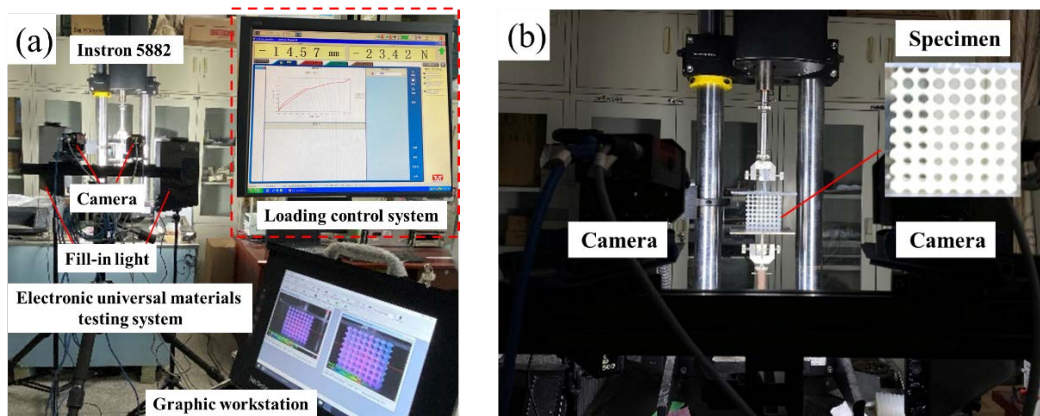 (a)
Instron 5882
-14.57 mm -23.42 N
Camera
Loading control system
Fill-in light
Electronic universal materials
testing system
Graphic workstation
(b)
Specimen
Camera
Camera